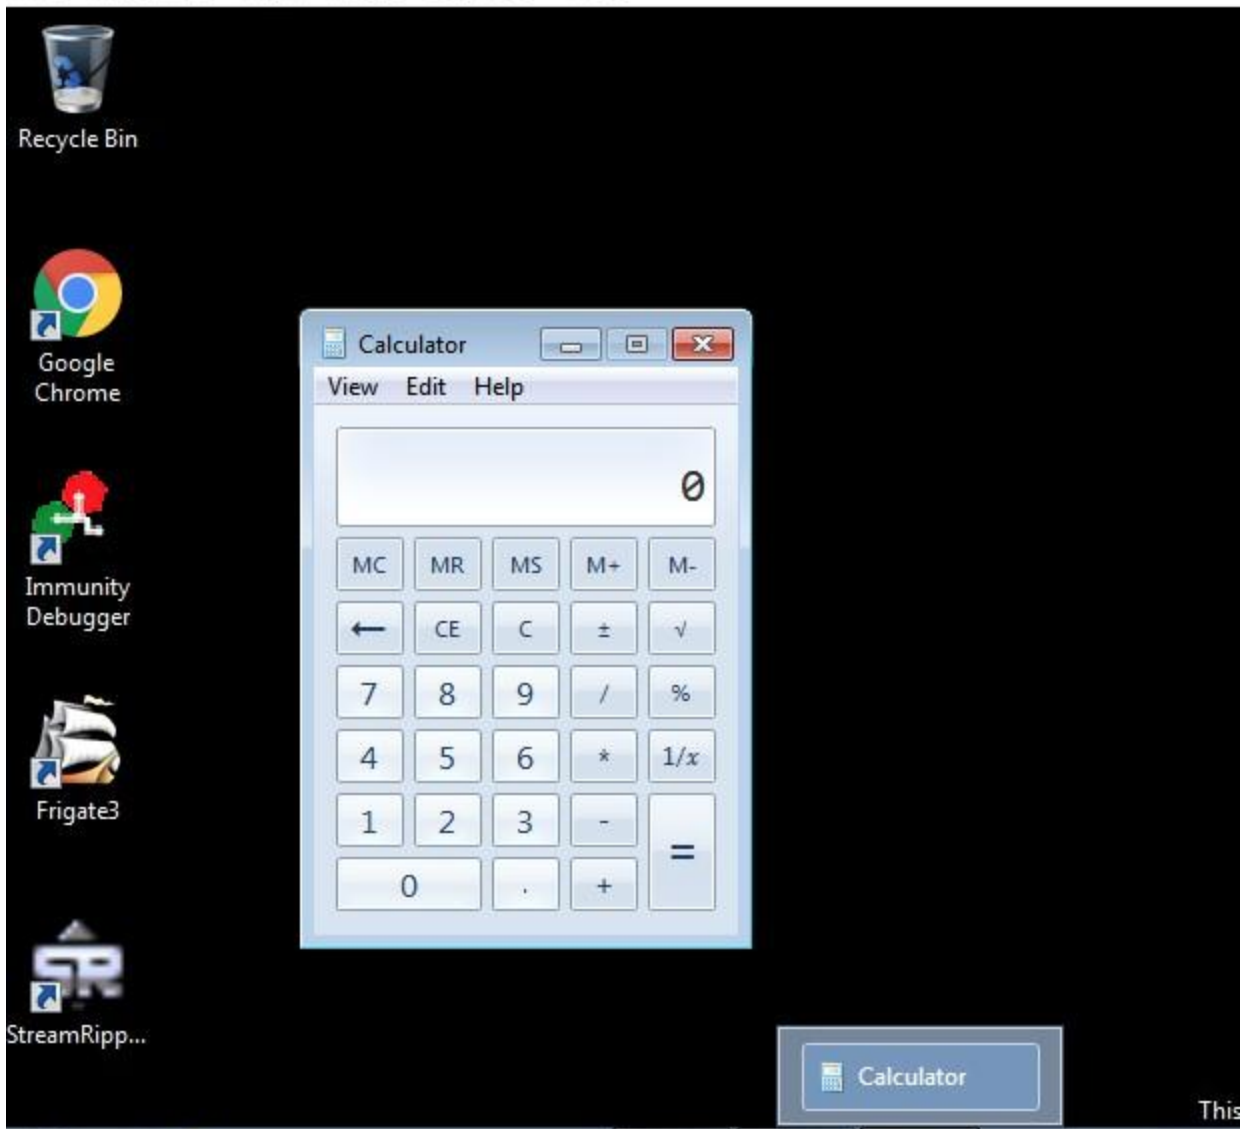 Recycle Bin
Google
Chrome
Immunity
Debugger
Frigate3
SR
StreamRipp...
Calculator
View Edit Help
0
MC MR MS M+ M-
← CE C ± √
7 8 9 / %
4 5 6 * 1/x
1 2 3 - =
0 . +
Calculator
This